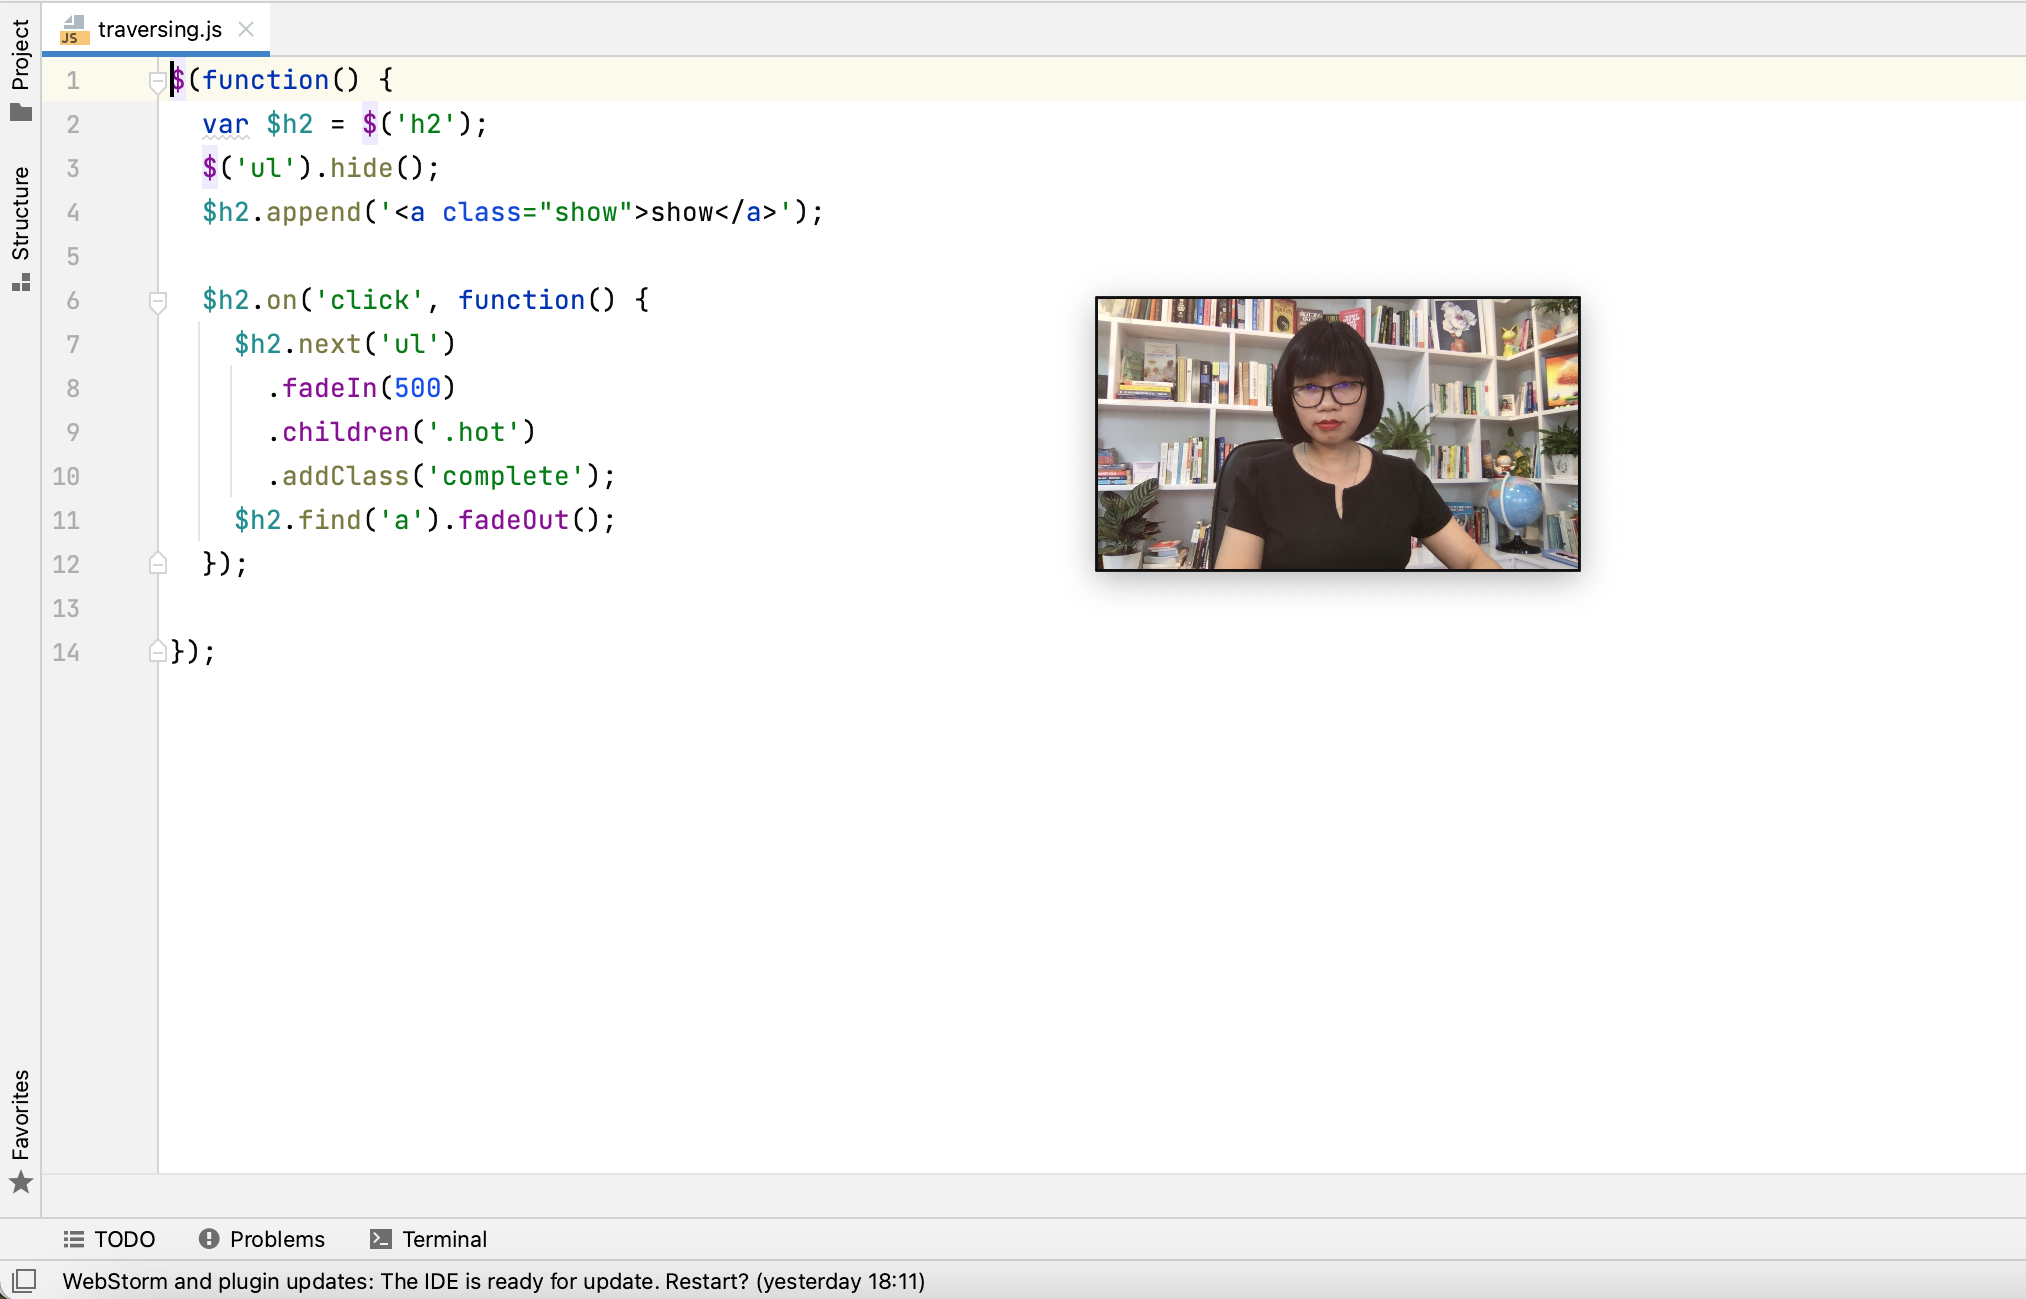 Project
Structure
Favorites
JS traversing.js
1 $(function() {
2 var $h2 = $('h2');
3 $('ul').hide();
4 $h2.append('<a class="show">show</a>');
5
6 $h2.on('click', function() {
7 $h2.next('ul')
8 .fadeIn(500)
9 .children('.hot')
10 .addClass('complete');
11 $h2.find('a').fadeOut();
12 });
13
14 });
TODO Problems Terminal
WebStorm and plugin updates: The IDE is ready for update. Restart? (yesterday 18:11)